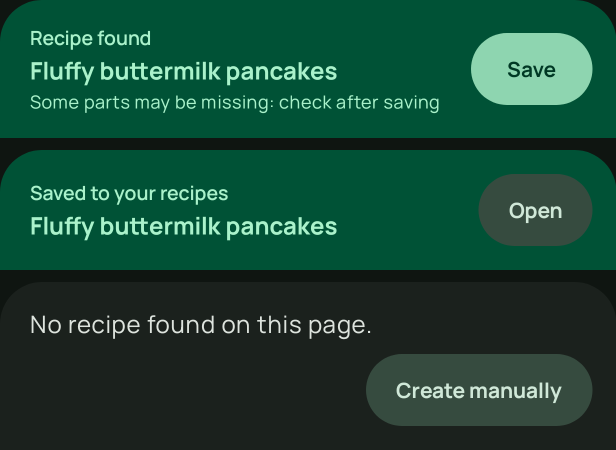 Recipe found
Fluffy buttermilk pancakes
Some parts may be missing: check after saving
Save
Saved to your recipes
Fluffy buttermilk pancakes
Open
No recipe found on this page.
Create manually